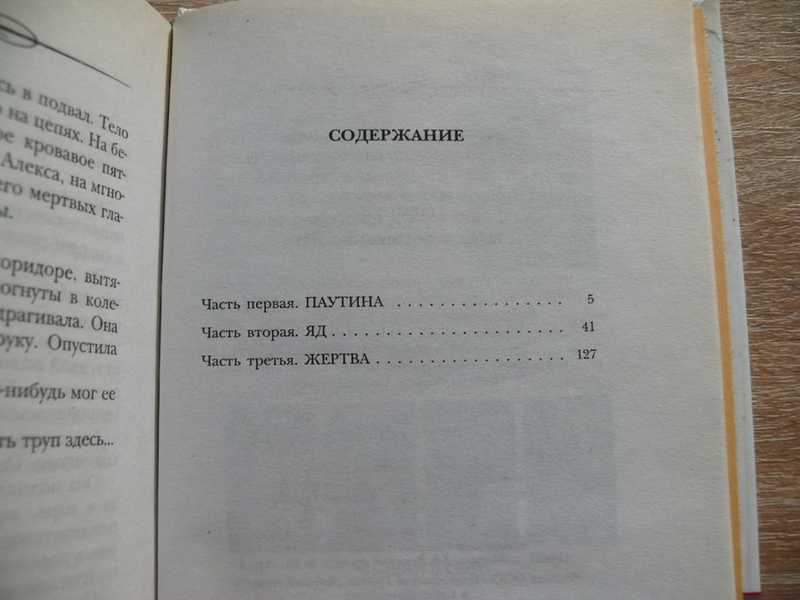 сь в подвал. Тело
на цепях. На бе-
кровавое пят-
Алекса, на мгно-
его мертвых гла-
ы.
оридоре, вытя-
огнуты в коле-
драгивала. Она
руку. Опустила
-нибудь мог ее
ть труп здесь...
СОДЕРЖАНИЕ
Часть первая. ПАУТИНА . . . . . . . . . . . . . . . . 5
Часть вторая. ЯД . . . . . . . . . . . . . . . . . . . . . . 41
Часть третья. ЖЕРТВА . . . . . . . . . . . . . . . . . . 127